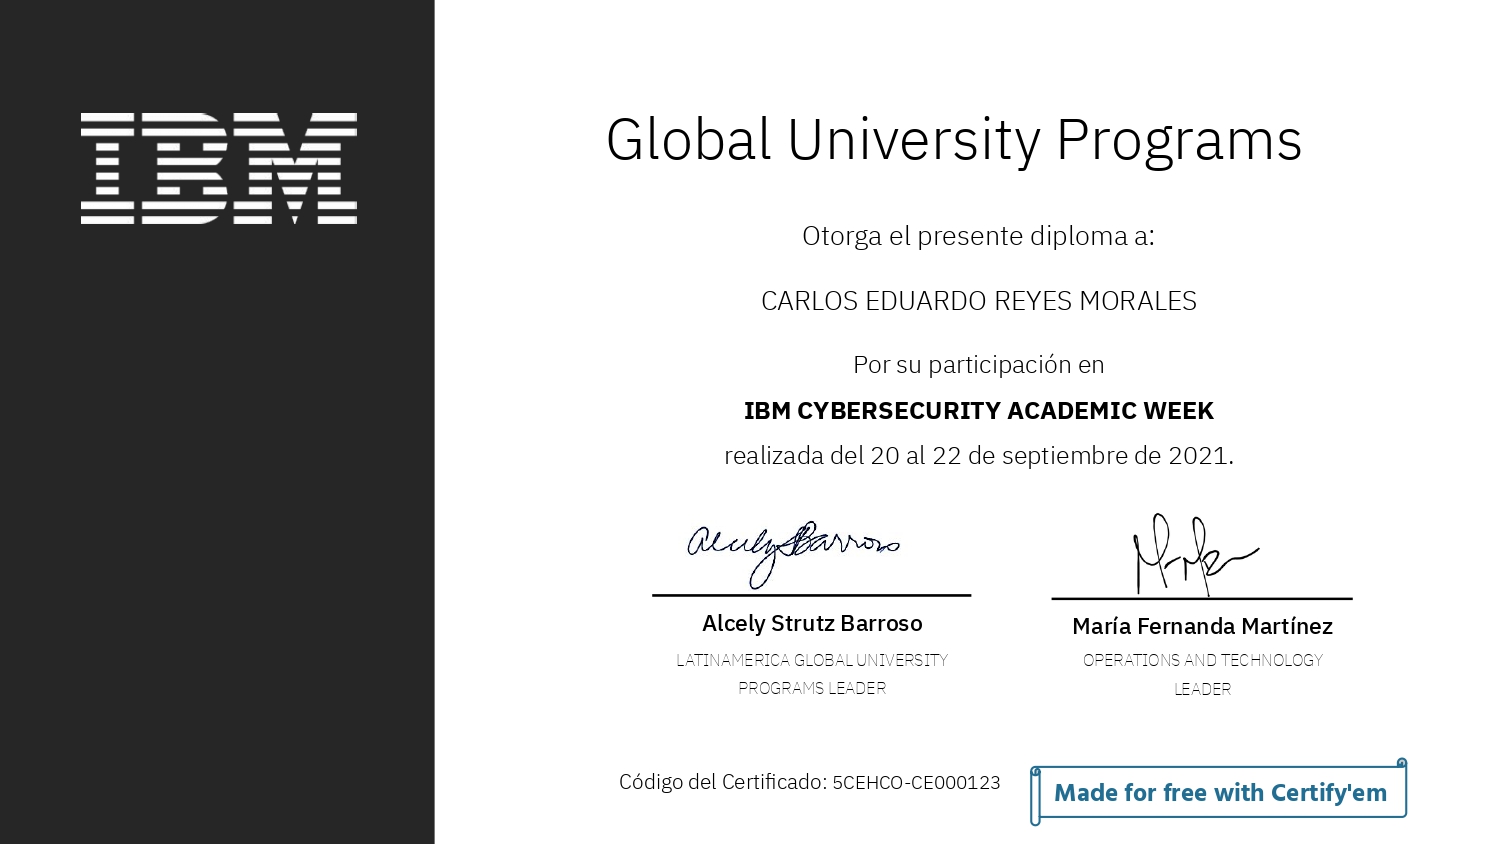 IBM
Global University Programs
Otorga el presente diploma a:
CARLOS EDUARDO REYES MORALES
Por su participación en
IBM CYBERSECURITY ACADEMIC WEEK
realizada del 20 al 22 de septiembre de 2021.
Alcely Barroso
Alcely Strutz Barroso
LATINAMERICA GLOBAL UNIVERSITY
PROGRAMS LEADER
María Fernanda Martínez
OPERATIONS AND TECHNOLOGY
LEADER
Código del Certificado: 5CEHCO-CE000123
Made for free with Certify'em